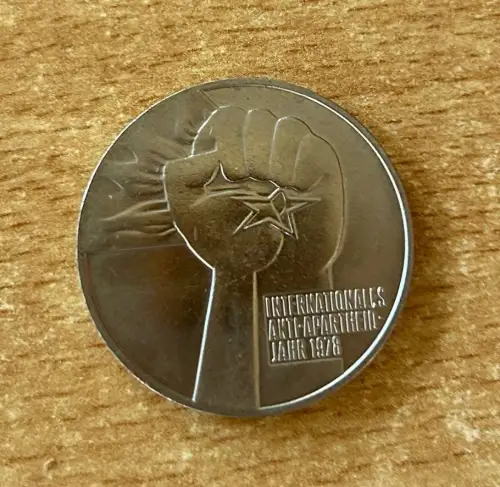 INTERNATIONALES
ANTI-APARTHEID-
JAHR 1978